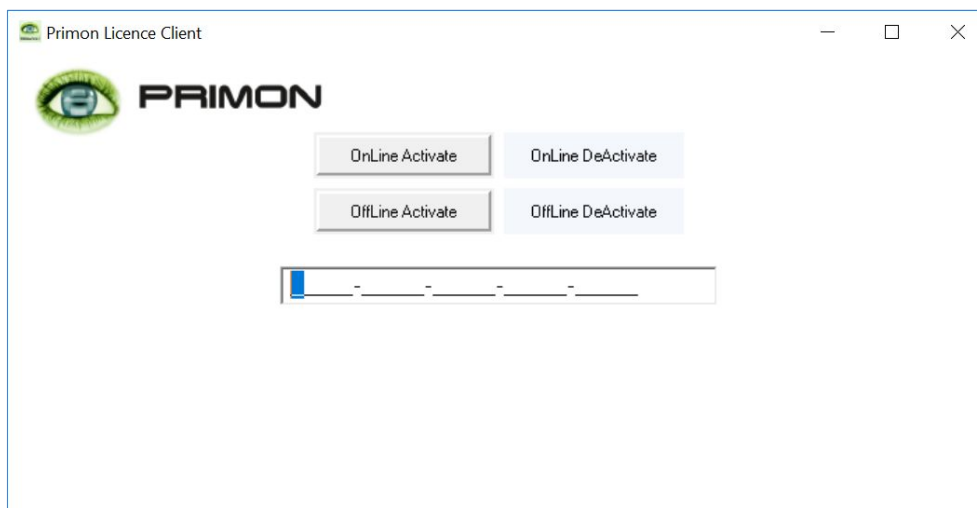 Primon Licence Client
PRIMON
OnLine Activate OnLine DeActivate
OffLine Activate OffLine DeActivate
_____-_____-_____-_____-_____